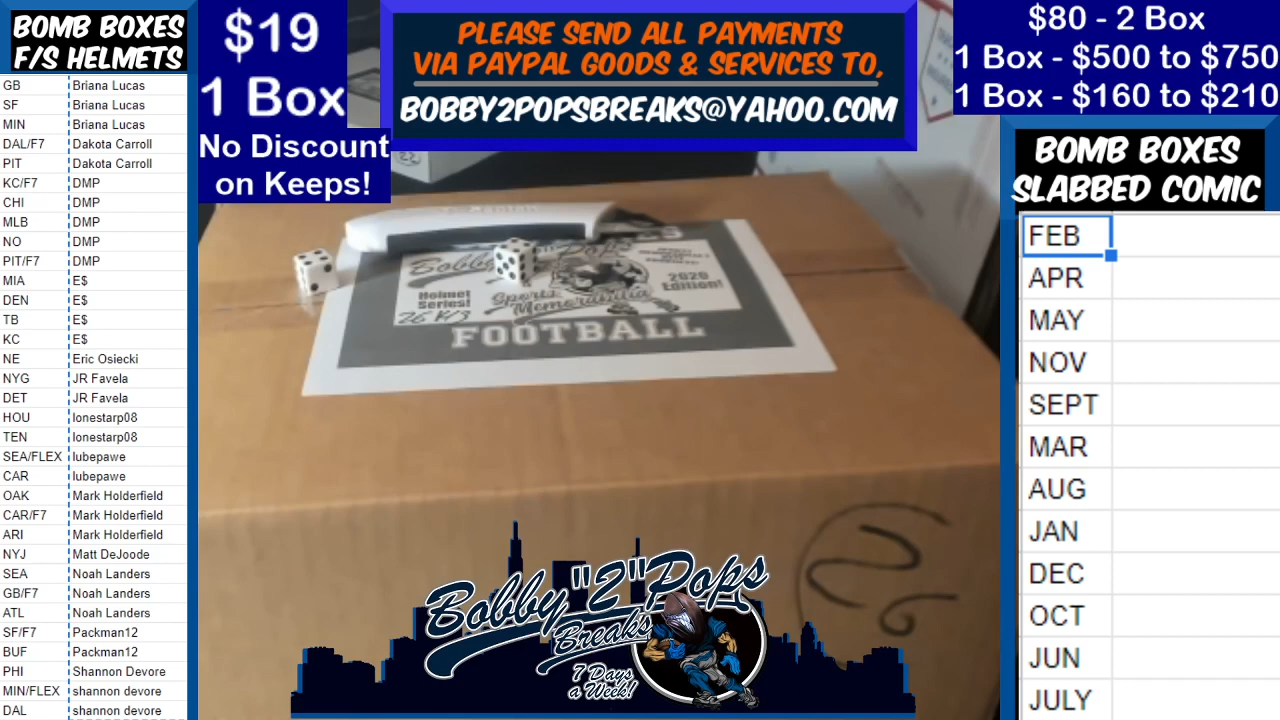 BOMB BOXES
F/S HELMETS
GB Briana Lucas
SF Briana Lucas
MIN Briana Lucas
DAL/F7 Dakota Carroll
PIT Dakota Carroll
KC/F7 DMP
CHI DMP
MLB DMP
NO DMP
PIT/F7 DMP
MIA E$
DEN E$
TB E$
KC E$
NE Eric Osiecki
NYG JR Favela
DET JR Favela
HOU lonestarp08
TEN lonestarp08
SEA/FLEX lubepawe
CAR lubepawe
OAK Mark Holderfield
CAR/F7 Mark Holderfield
ARI Mark Holderfield
NYJ Matt DeJoode
SEA Noah Landers
GB/F7 Noah Landers
ATL Noah Landers
SF/F7 Packman12
BUF Packman12
PHI Shannon Devore
MIN/FLEX shannon devore
DAL shannon devore
$19
1 Box
No Discount
on Keeps!
PLEASE SEND ALL PAYMENTS
VIA PAYPAL GOODS & SERVICES TO,
BOBBY2POPSBREAKS@YAHOO.COM
22
Bobby "2" Pops
Helmet
Series!
Sports
Memorabilia
2020
Edition!
FOOTBALL
26
Bobby "2" Pops
Breaks
7 Days
a Week!
$80 - 2 Box
1 Box - $500 to $750
1 Box - $160 to $210
BOMB BOXES
SLABBED COMIC
FEB
APR
MAY
NOV
SEPT
MAR
AUG
JAN
DEC
OCT
JUN
JULY